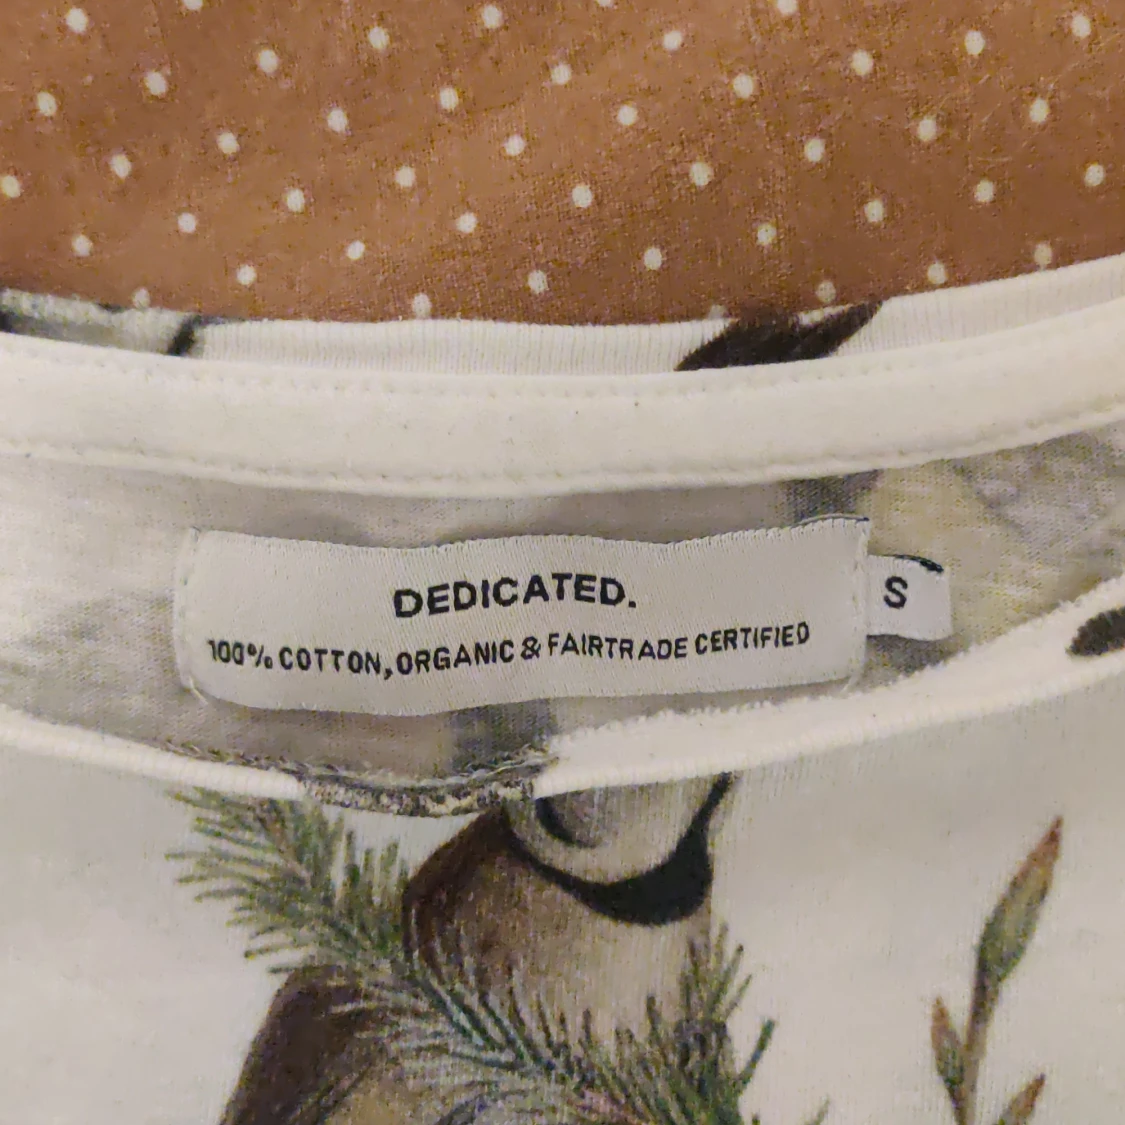 DEDICATED.
100% COTTON, ORGANIC & FAIRTRADE CERTIFIED
S